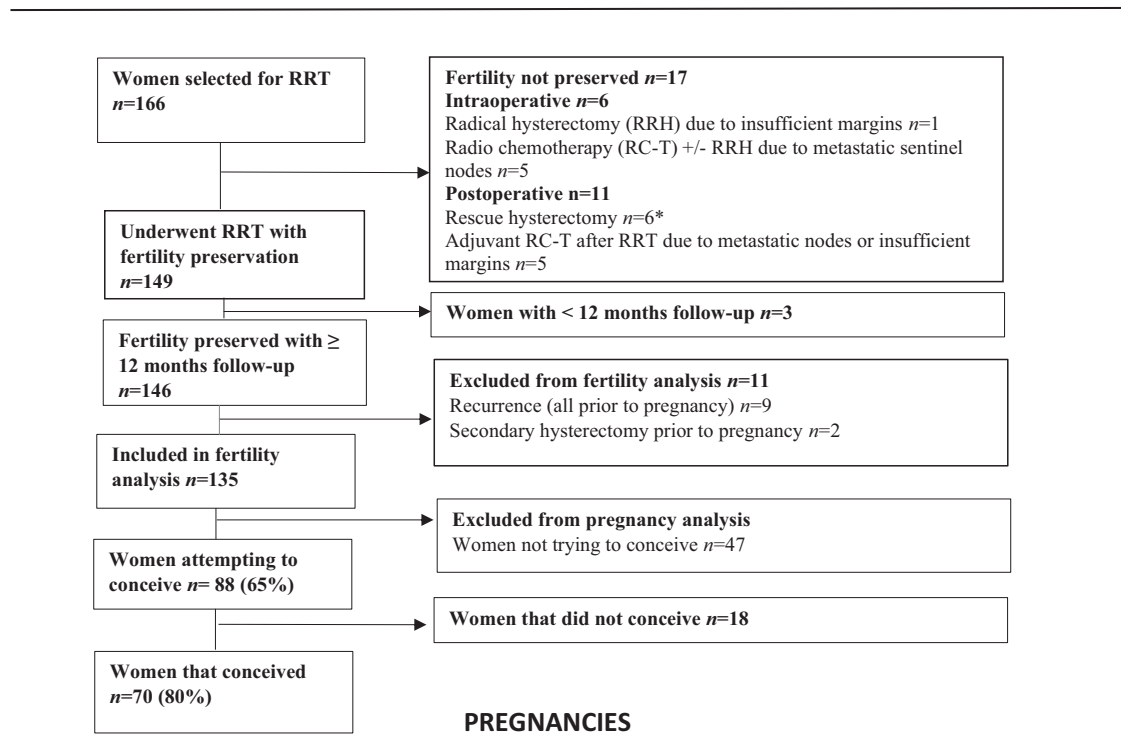 Women selected for RRT
n=166
Fertility not preserved n=17
Intraoperative n=6
Radical hysterectomy (RRH) due to insufficient margins n=1
Radio chemotherapy (RC-T) +/- RRH due to metastatic sentinel
nodes n=5
Postoperative n=11
Rescue hysterectomy n=6*
Adjuvant RC-T after RRT due to metastatic nodes or insufficient
margins n=5
Underwent RRT with
fertility preservation
n=149
Women with < 12 months follow-up n=3
Fertility preserved with ≥
12 months follow-up
n=146
Excluded from fertility analysis n=11
Recurrence (all prior to pregnancy) n=9
Secondary hysterectomy prior to pregnancy n=2
Included in fertility
analysis n=135
Excluded from pregnancy analysis
Women not trying to conceive n=47
Women attempting to
conceive n= 88 (65%)
Women that did not conceive n=18
Women that conceived
n=70 (80%)
PREGNANCIES